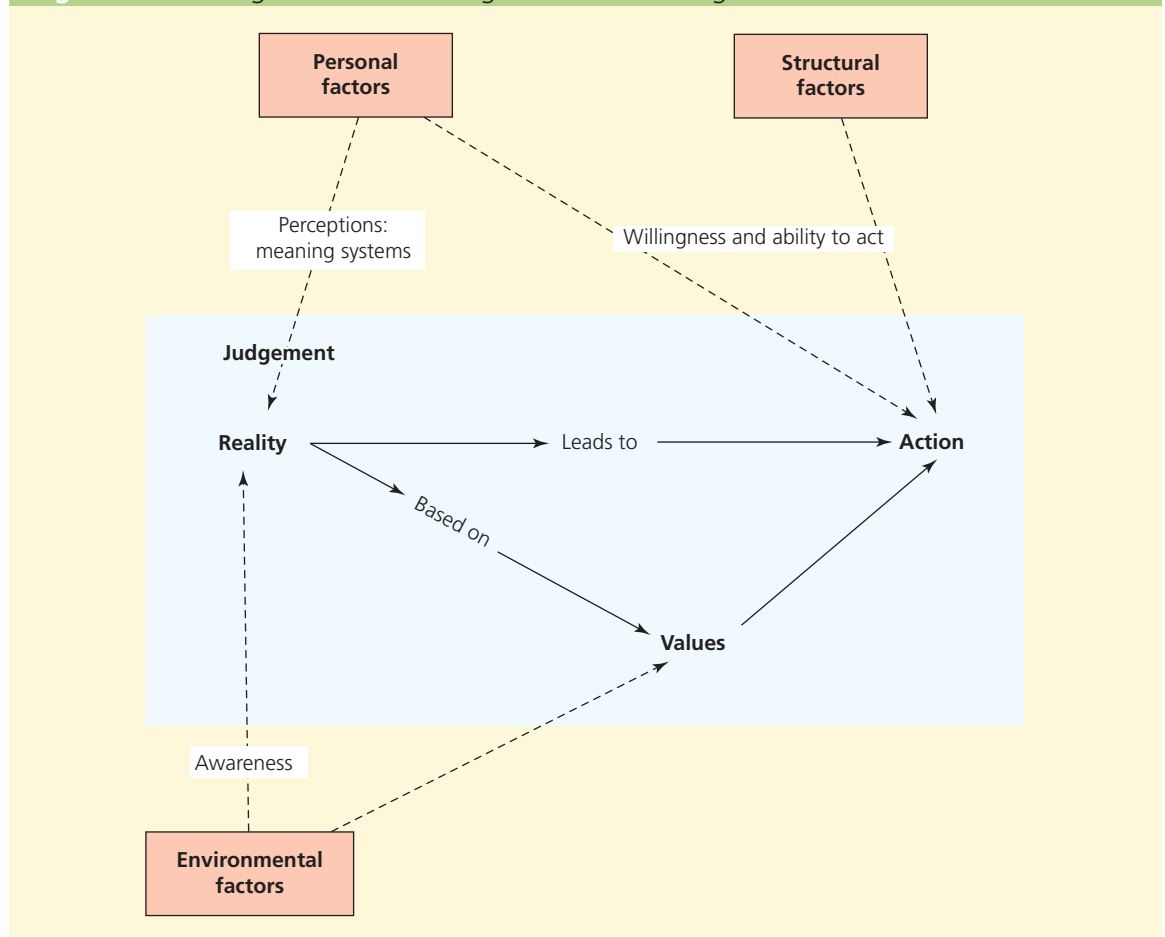 Personal
factors
Structural
factors
Perceptions:
meaning systems
Willingness and ability to act
Judgement
Reality
Leads to
Action
Based on
Values
Awareness
Environmental
factors